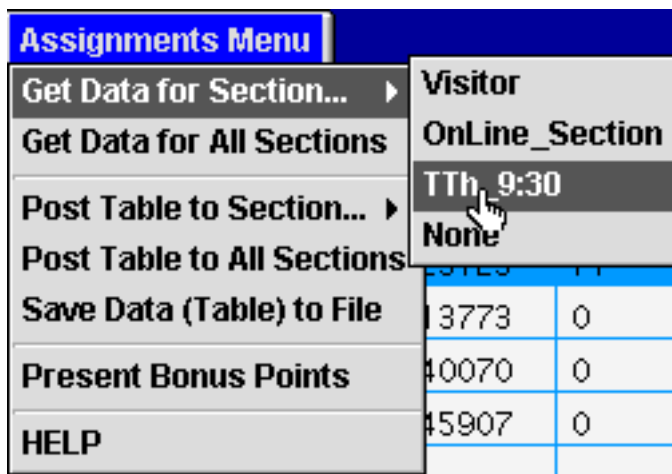 Assignments Menu
Get Data for Section...
Get Data for All Sections
Post Table to Section...
Post Table to All Sections
Save Data (Table) to File
Present Bonus Points
HELP
Visitor
OnLine_Section
TTh_9:30
None
13773 0
40070 0
45907 0